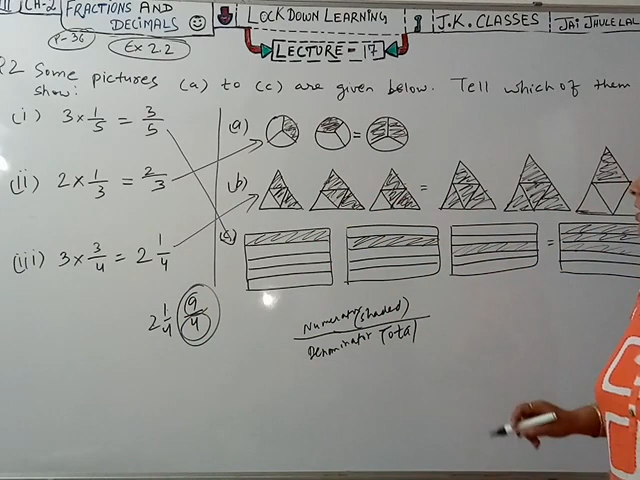 III CH-2 FRACTIONS AND DECIMALS
P-36 Ex 2.2
LOCKDOWN LEARNING
LECTURE - 17
J.K. CLASSES JAI JHULELAL
Q2 Some pictures (a) to (c) are given below. Tell which of them
show:
(i) 3 × 1/5 = 3/5
(ii) 2 × 1/3 = 2/3
(iii) 3 × 3/4 = 2 1/4
2 1/4 9/4
(a) =
(b) =
(c) =
Numerator (shaded)
Denominator Total